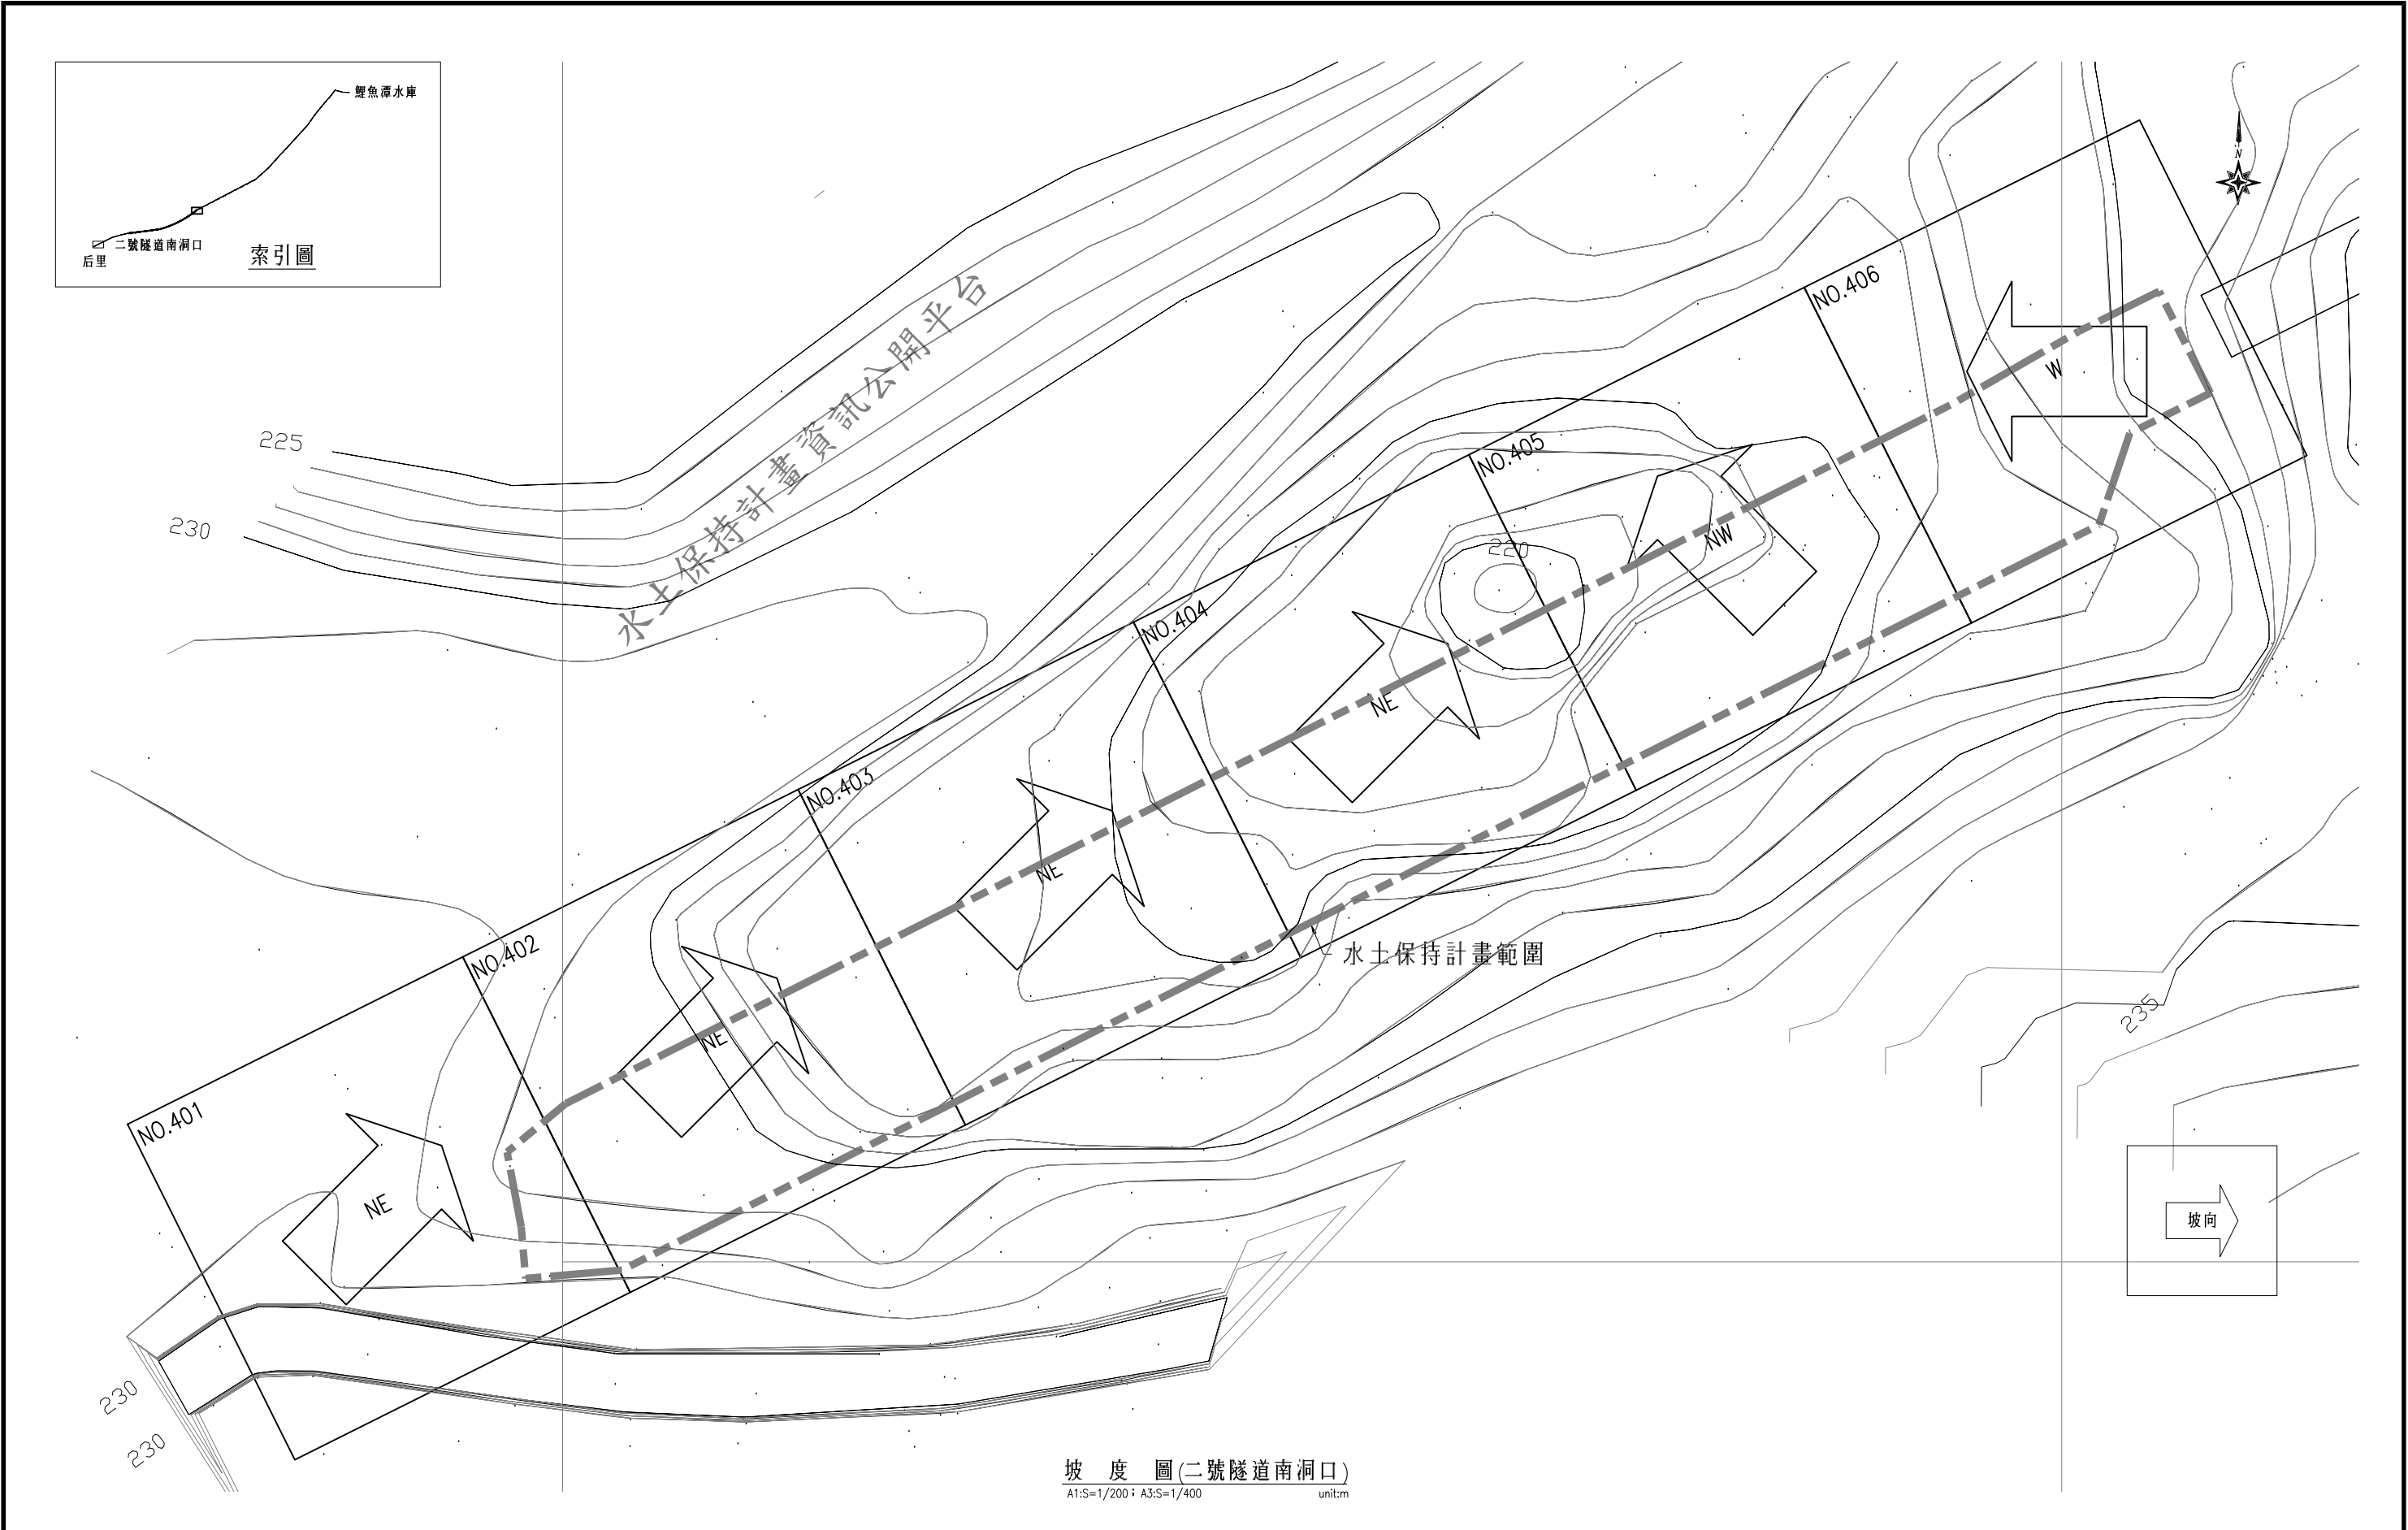 鯉魚潭水庫
二號隧道南洞口
后里
索引圖
N
225
230
水土保持計畫資訊公開平台
NO.406
W
NO.405
220
NW
NO.404
NE
NO.403
NE
水土保持計畫範圍
NO.402
NE
235
NO.401
NE
坡向
230
230
坡 度 圖(二號隧道南洞口)
A1:S=1/200；A3:S=1/400 unit:m